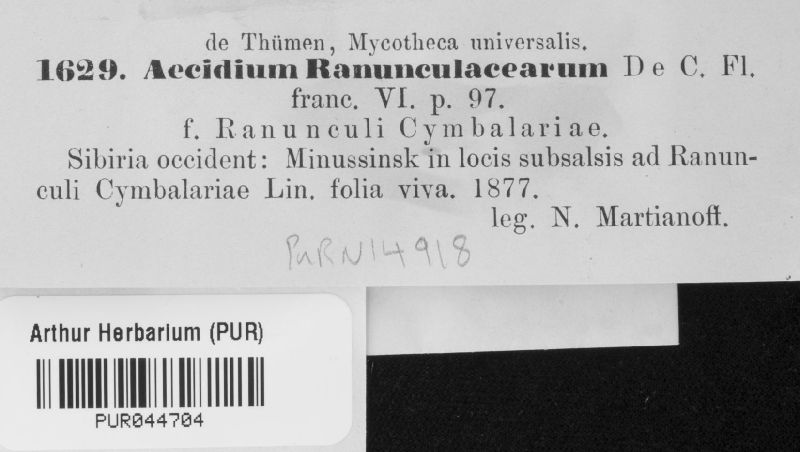 de Thümen, Mycotheca universalis.
1629. Aecidium Ranunculacearum De C. Fl.
franc. VI. p. 97.
f. Ranunculi Cymbalariae.
Sibiria occident: Minussinsk in locis subsalsis ad Ranun-
culi Cymbalariae Lin. folia viva. 1877.
leg. N. Martianoff.
PuRN14918
Arthur Herbarium (PUR)
PUR044704